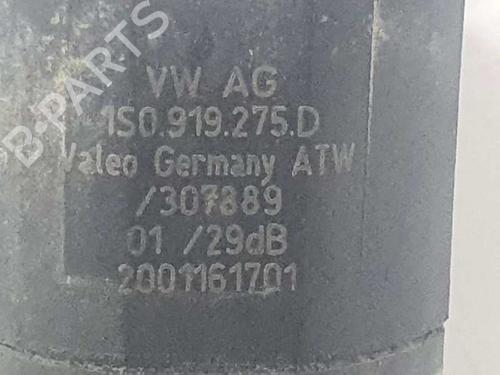 B-PARTS
VW AG
1S0.919.275.D
Valeo Germany ATW
/307889
01 /29dB
2001161701